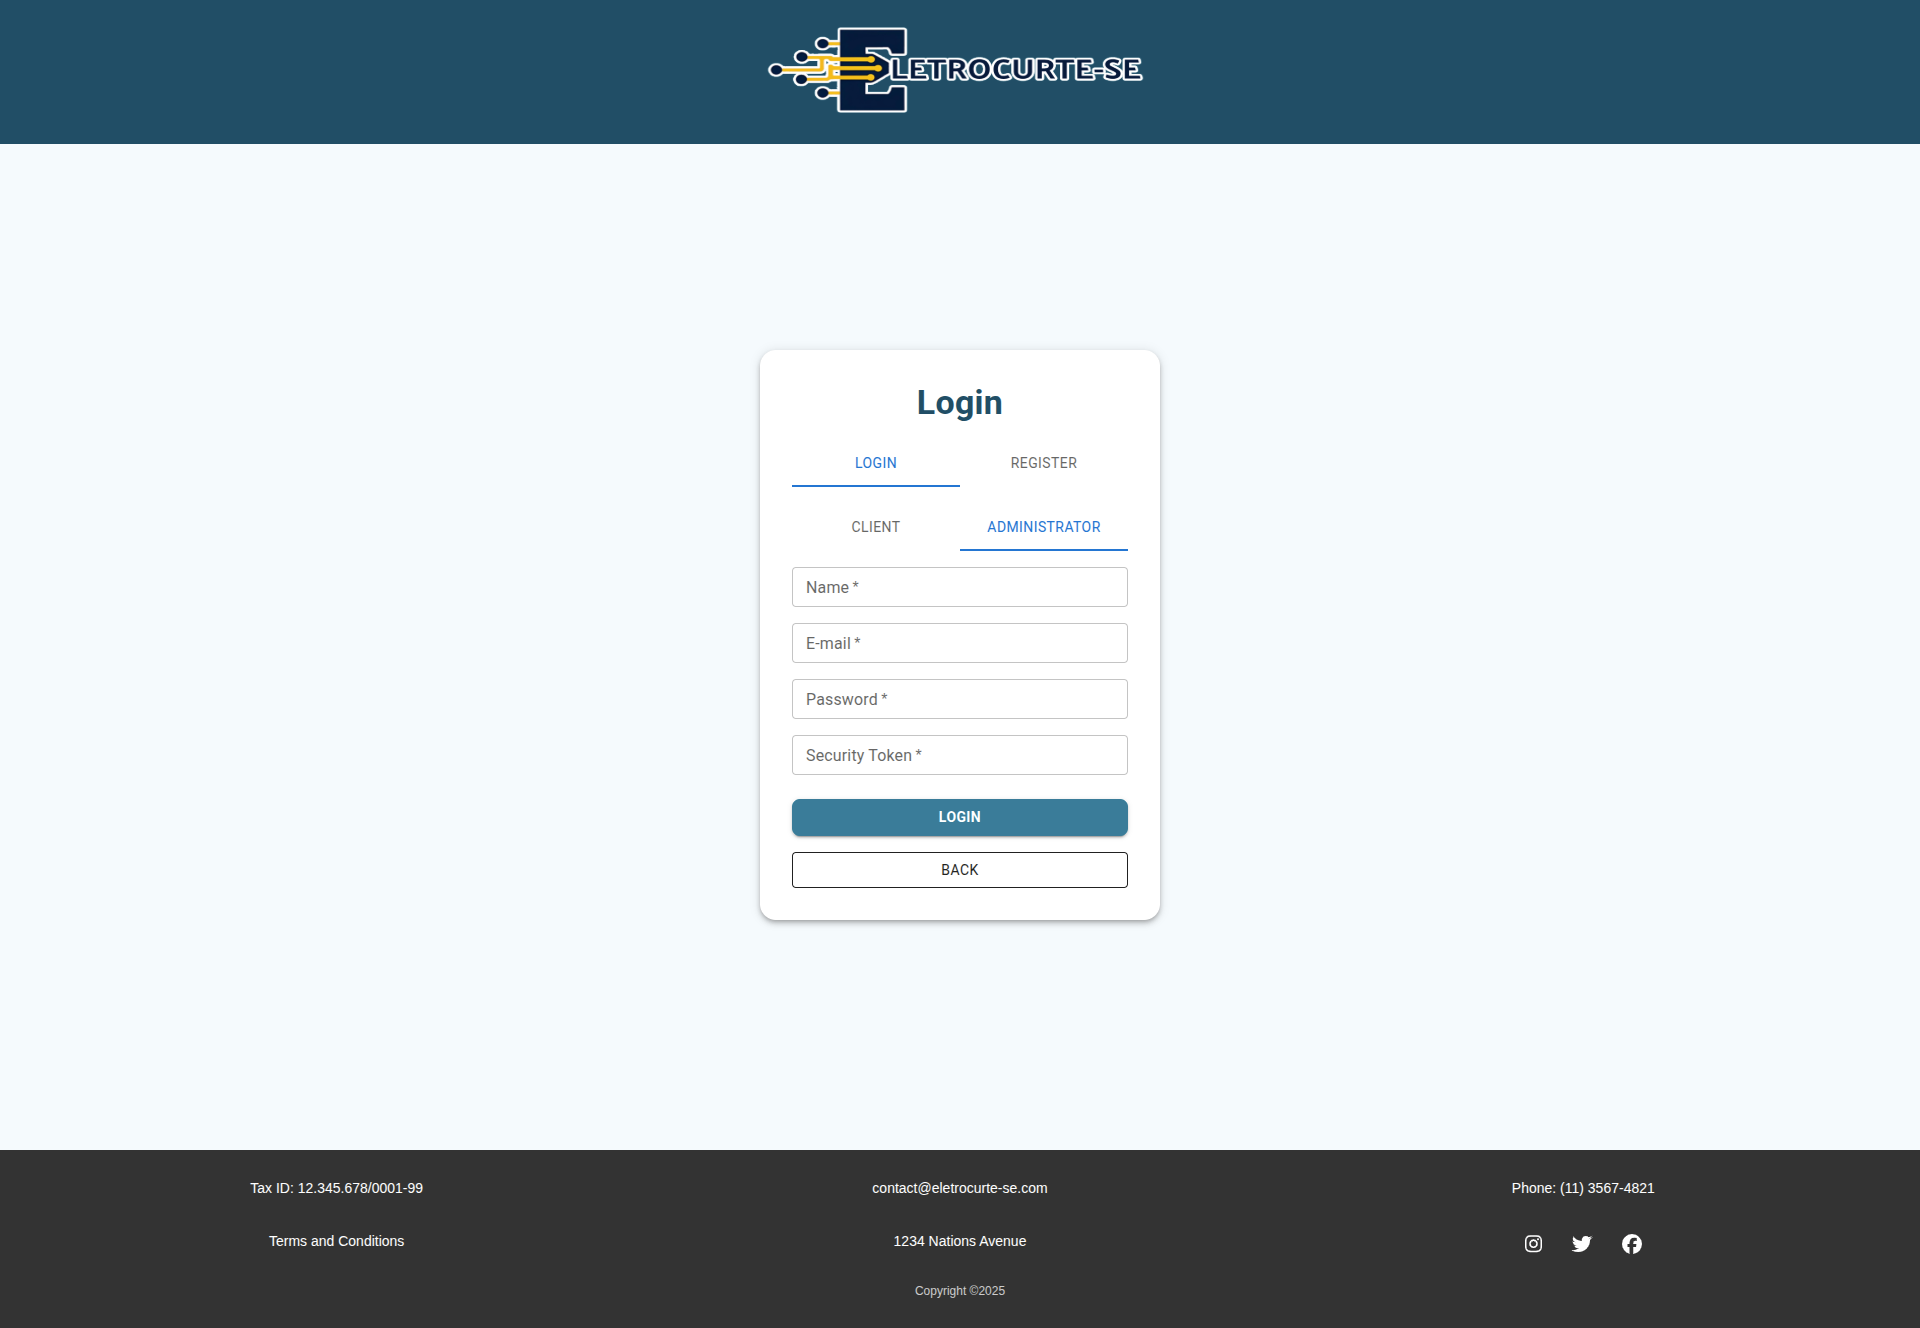 ELETROCURTE-SE
Login
LOGIN REGISTER
CLIENT ADMINISTRATOR
Name *
E-mail *
Password *
Security Token *
LOGIN
BACK
Tax ID: 12.345.678/0001-99 contact@eletrocurte-se.com Phone: (11) 3567-4821
Terms and Conditions 1234 Nations Avenue
Copyright ©2025